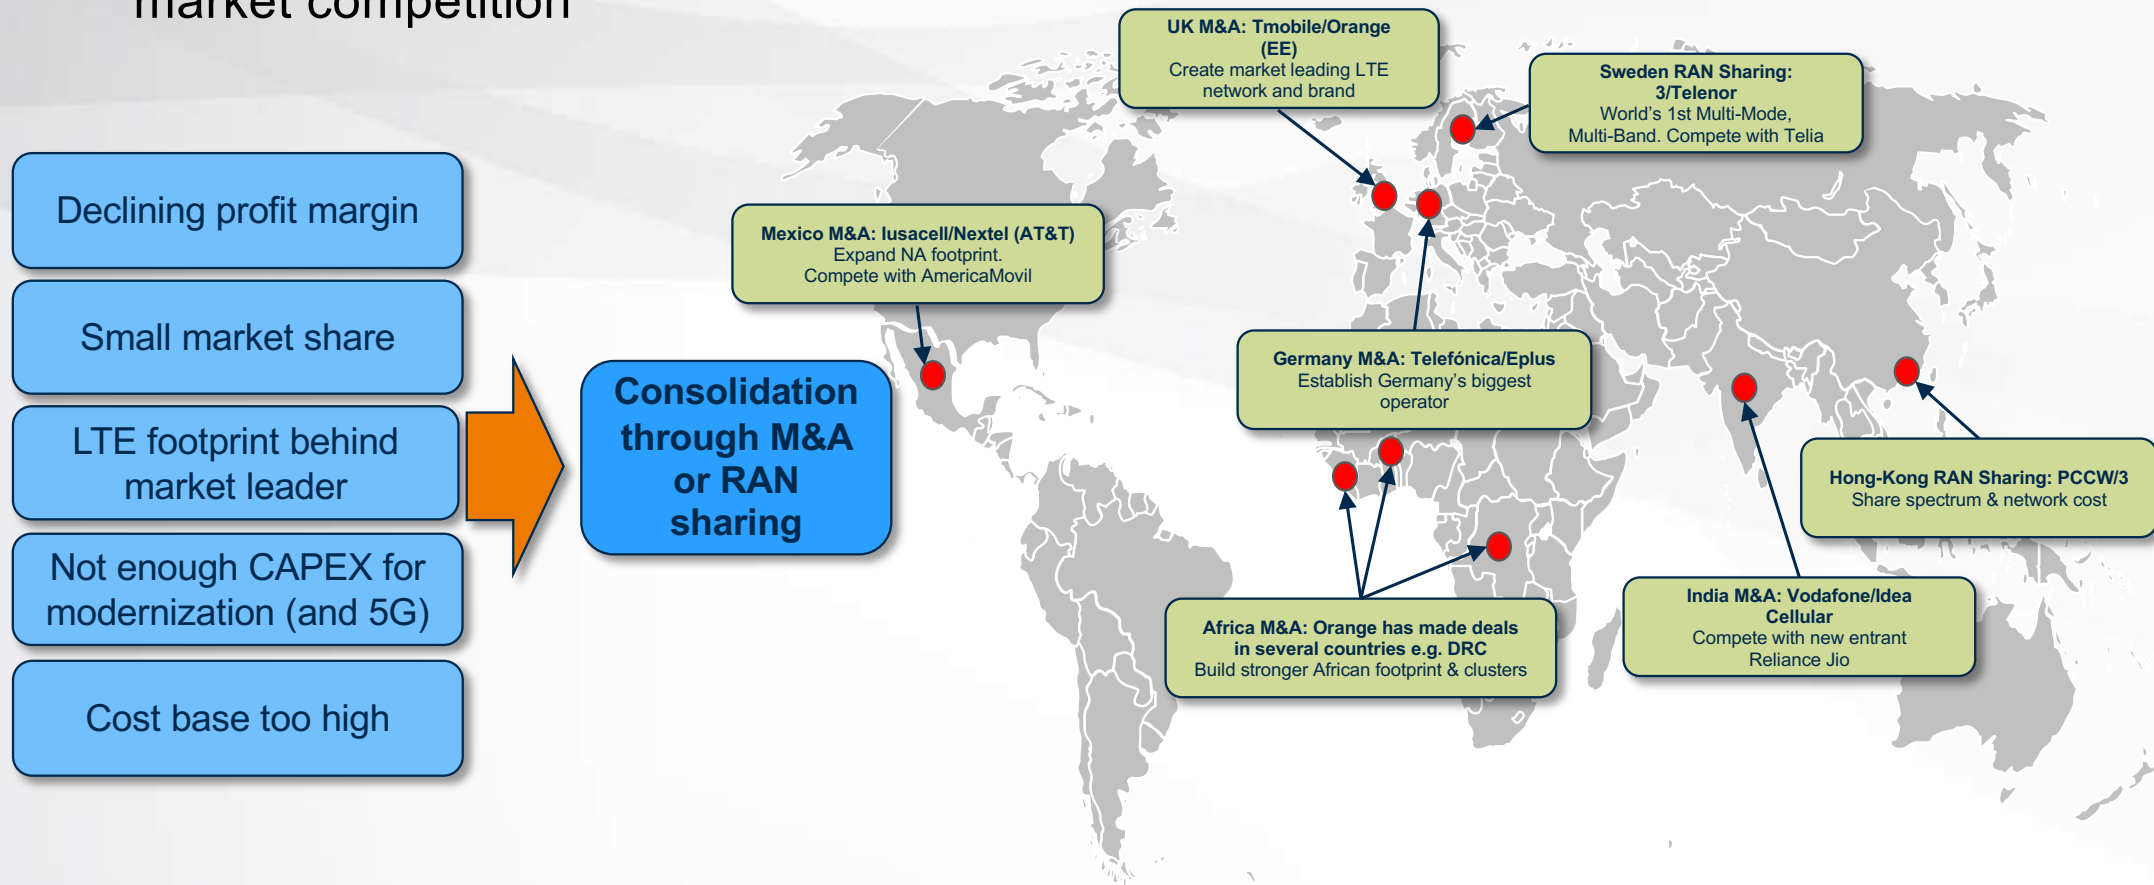 market competition
Declining profit margin
Small market share
LTE footprint behind
market leader
Not enough CAPEX for
modernization (and 5G)
Cost base too high
Consolidation
through M&A
or RAN
sharing
UK M&A: Tmobile/Orange
(EE)
Create market leading LTE
network and brand
Sweden RAN Sharing:
3/Telenor
World's 1st Multi-Mode,
Multi-Band. Compete with Telia
Mexico M&A: Iusacell/Nextel (AT&T)
Expand NA footprint.
Compete with AmericaMovil
Germany M&A: Telefónica/Eplus
Establish Germany's biggest
operator
Hong-Kong RAN Sharing: PCCW/3
Share spectrum & network cost
India M&A: Vodafone/Idea
Cellular
Compete with new entrant
Reliance Jio
Africa M&A: Orange has made deals
in several countries e.g. DRC
Build stronger African footprint & clusters